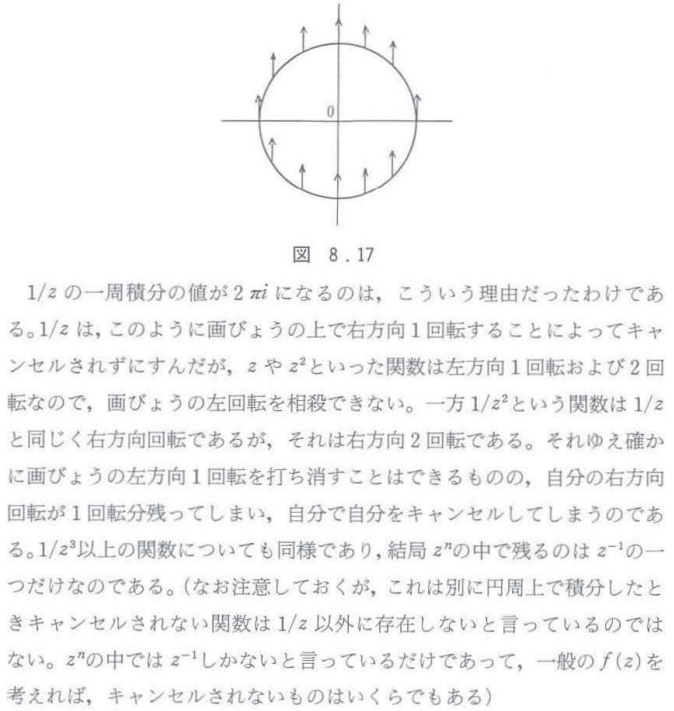 0
図 8.17
1/zの一周積分の値が2πiになるのは，こういう理由だったわけであ
る。1/zは，このように画びょうの上で右方向1回転することによってキャ
ンセルされずにすんだが，zやz²といった関数は左方向1回転および2回
転なので，画びょうの左回転を相殺できない。一方1/z²という関数は1/z
と同じく右方向回転であるが，それは右方向2回転である。それゆえ確か
に画びょうの左方向1回転を打ち消すことはできるものの，自分の右方向
回転が1回転分残ってしまい，自分で自分をキャンセルしてしまうのであ
る。1/z³以上の関数についても同様であり，結局zⁿの中で残るのはz⁻¹の一
つだけなのである。（なお注意しておくが，これは別に円周上で積分したと
きキャンセルされない関数は1/z以外に存在しないと言っているのでは
ない。zⁿの中ではz⁻¹しかないと言っているだけであって，一般のf(z)を
考えれば，キャンセルされないものはいくらでもある）